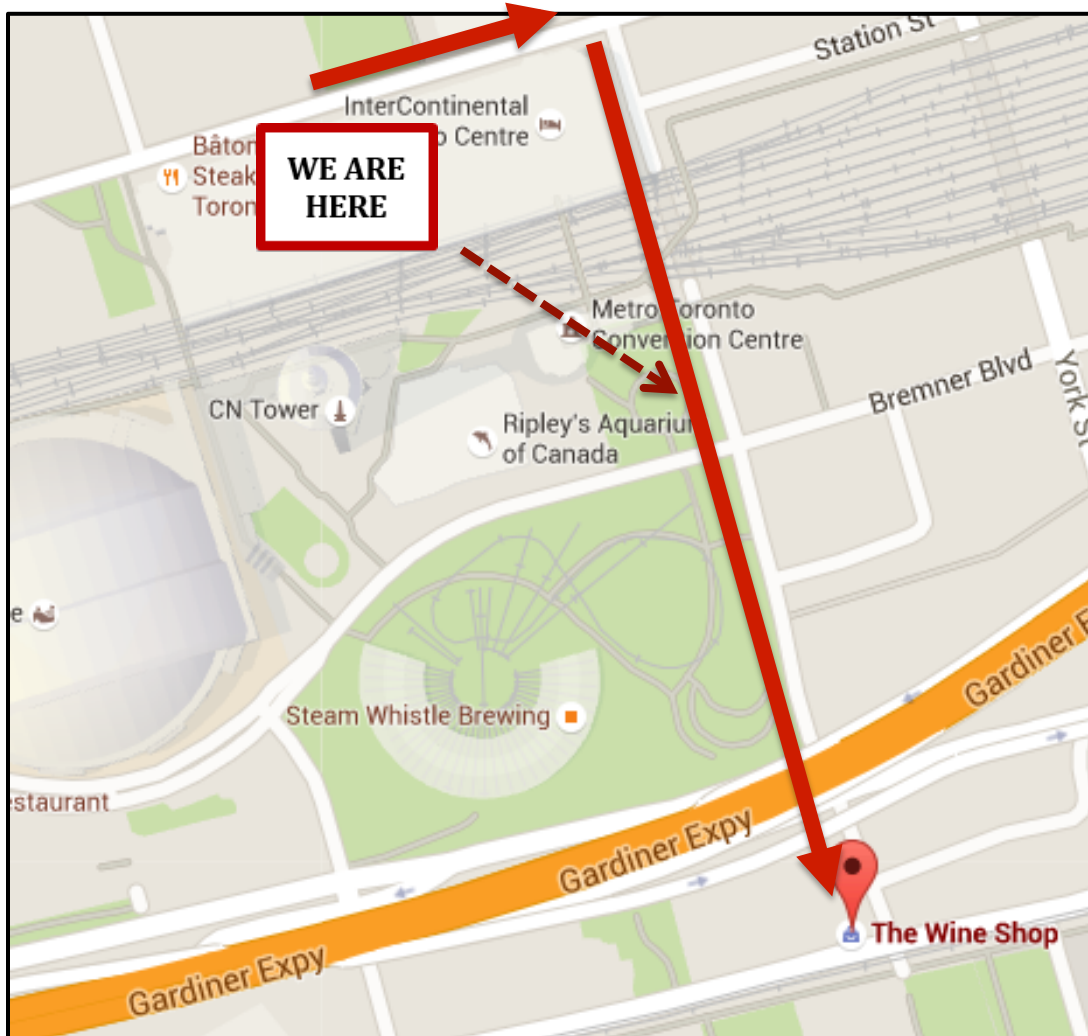 Station St
InterContinental
Centre
Bâton
Steak
Toron
WE ARE
HERE
Metro Toronto
Convention Centre
Bremner Blvd
York St
CN Tower
Ripley's Aquarium
of Canada
e
Steam Whistle Brewing
Gardiner E
estaurant
Gardiner Expy
The Wine Shop
Gardiner Expy